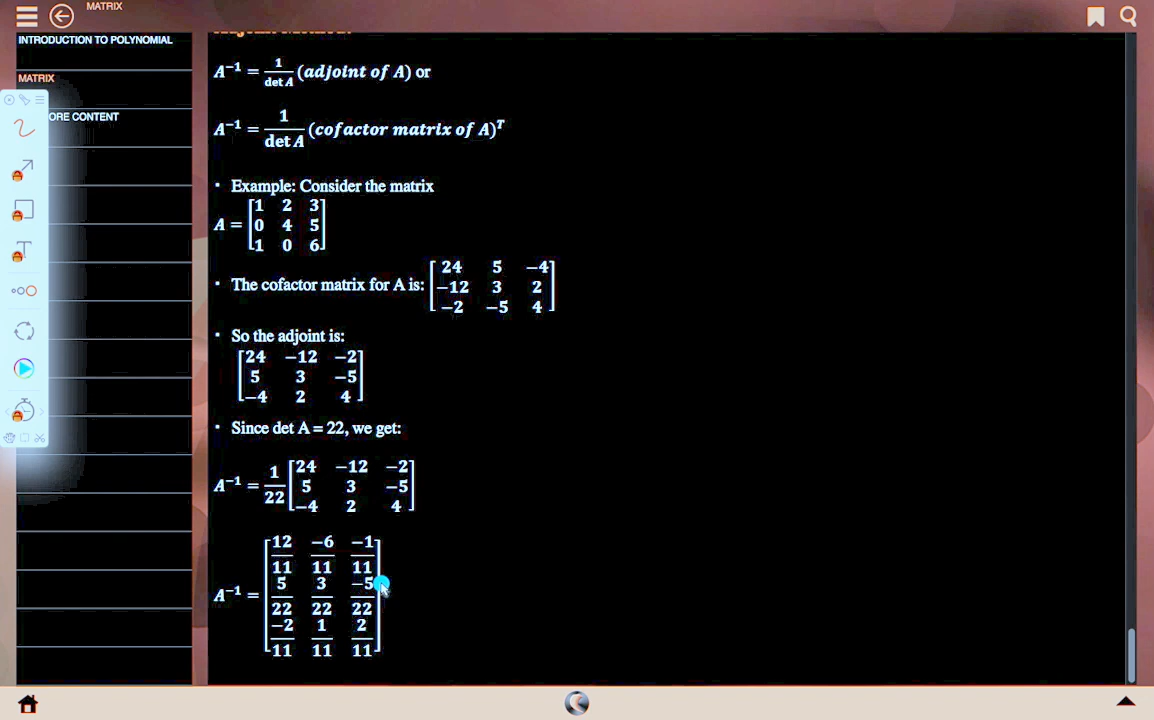 MATRIX
INTRODUCTION TO POLYNOMIAL
MATRIX
ORE CONTENT
A⁻¹ = 1/det A (adjoint of A) or
A⁻¹ = 1/det A (cofactor matrix of A)ᵀ
▪ Example: Consider the matrix
A = [1 2 3
0 4 5
1 0 6]
▪ The cofactor matrix for A is: [24 5 −4
−12 3 2
−2 −5 4]
▪ So the adjoint is:
[24 −12 −2
5 3 −5
−4 2 4]
▪ Since det A = 22, we get:
A⁻¹ = 1/22 [24 −12 −2
5 3 −5
−4 2 4]
A⁻¹ = [12/11 −6/11 −1/11
5/22 3/22 −5/22
−2/11 1/11 2/11]